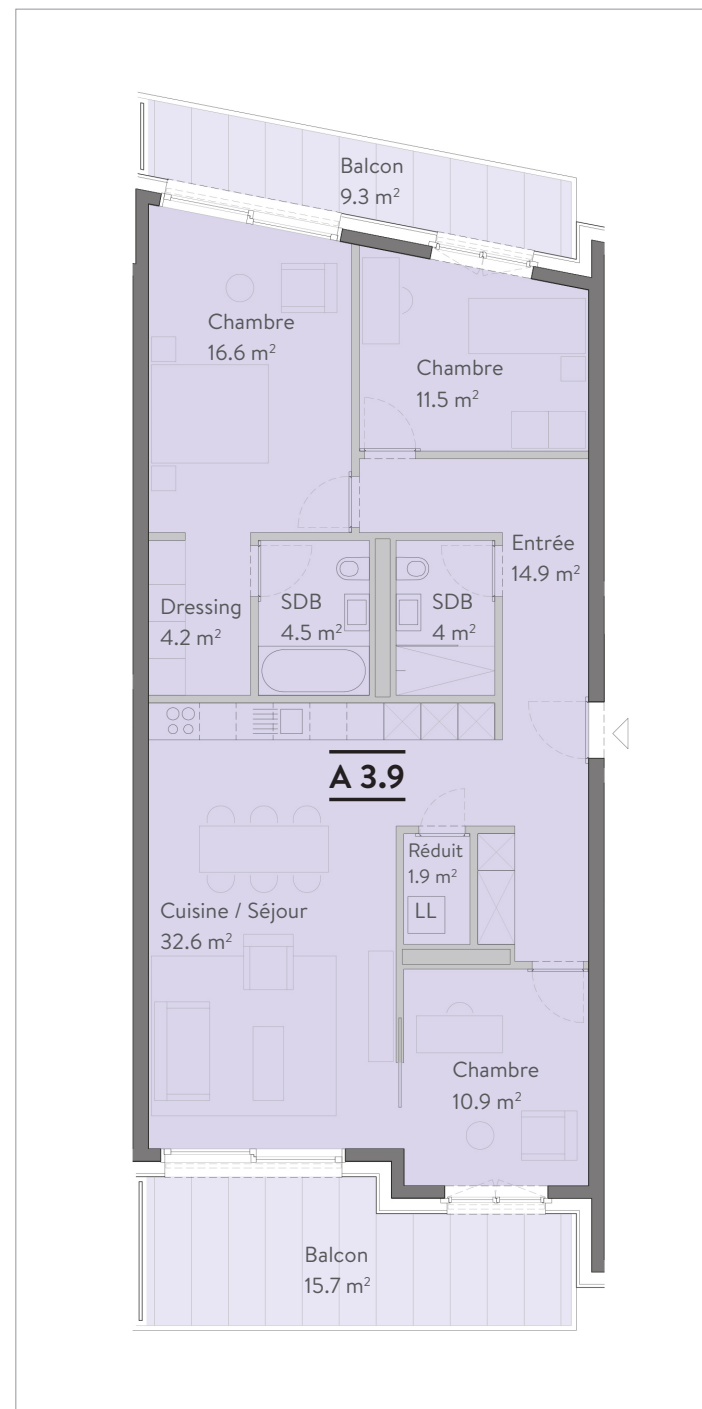 Balcon
9.3 m²
Chambre
16.6 m²
Chambre
11.5 m²
Entrée
14.9 m²
Dressing
4.2 m²
SDB
4.5 m²
SDB
4 m²
A 3.9
Réduit
1.9 m²
LL
Cuisine / Séjour
32.6 m²
Chambre
10.9 m²
Balcon
15.7 m²